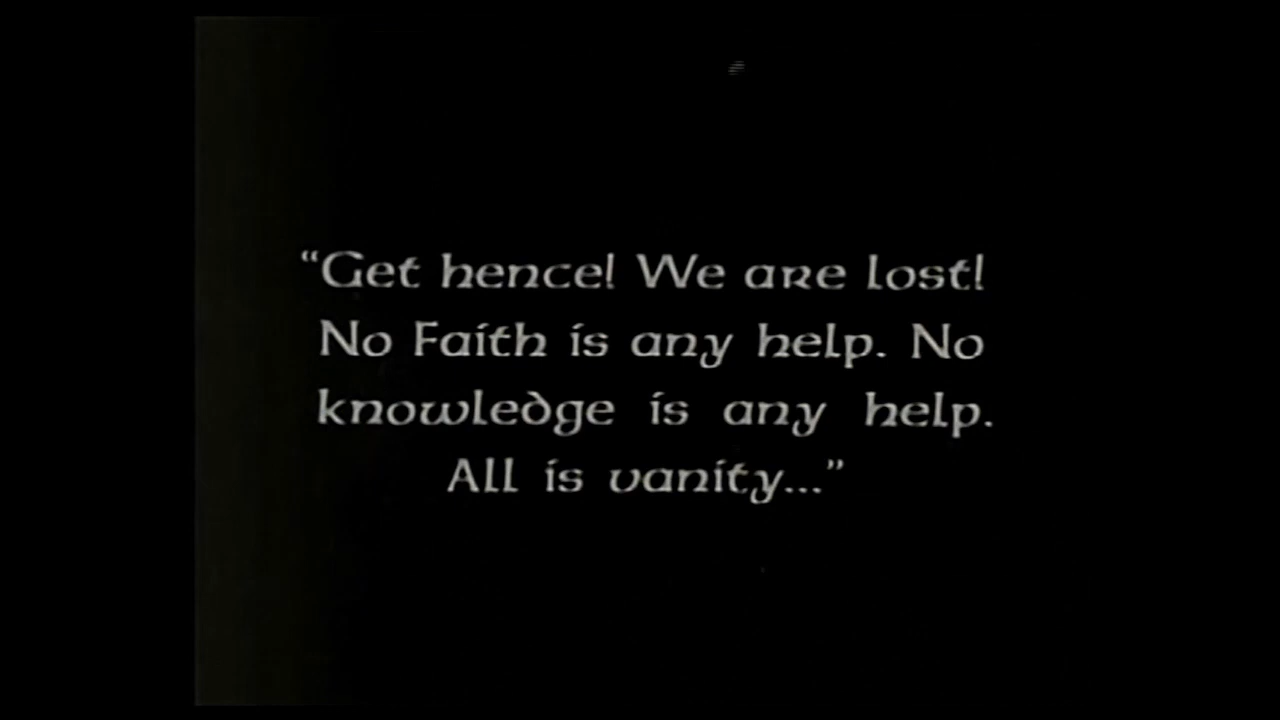 “Get hence! We are lost!
No Faith is any help. No
knowledge is any help.
All is vanity...”